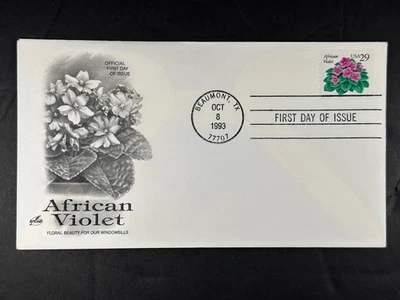 OFFICIAL
FIRST DAY
OF ISSUE
African
Violet
FLORAL BEAUTY FOR OUR WINDOWSILLS
BEAUMONT, TX
OCT
8
1993
77707
FIRST DAY OF ISSUE
African
Violet
USA 29